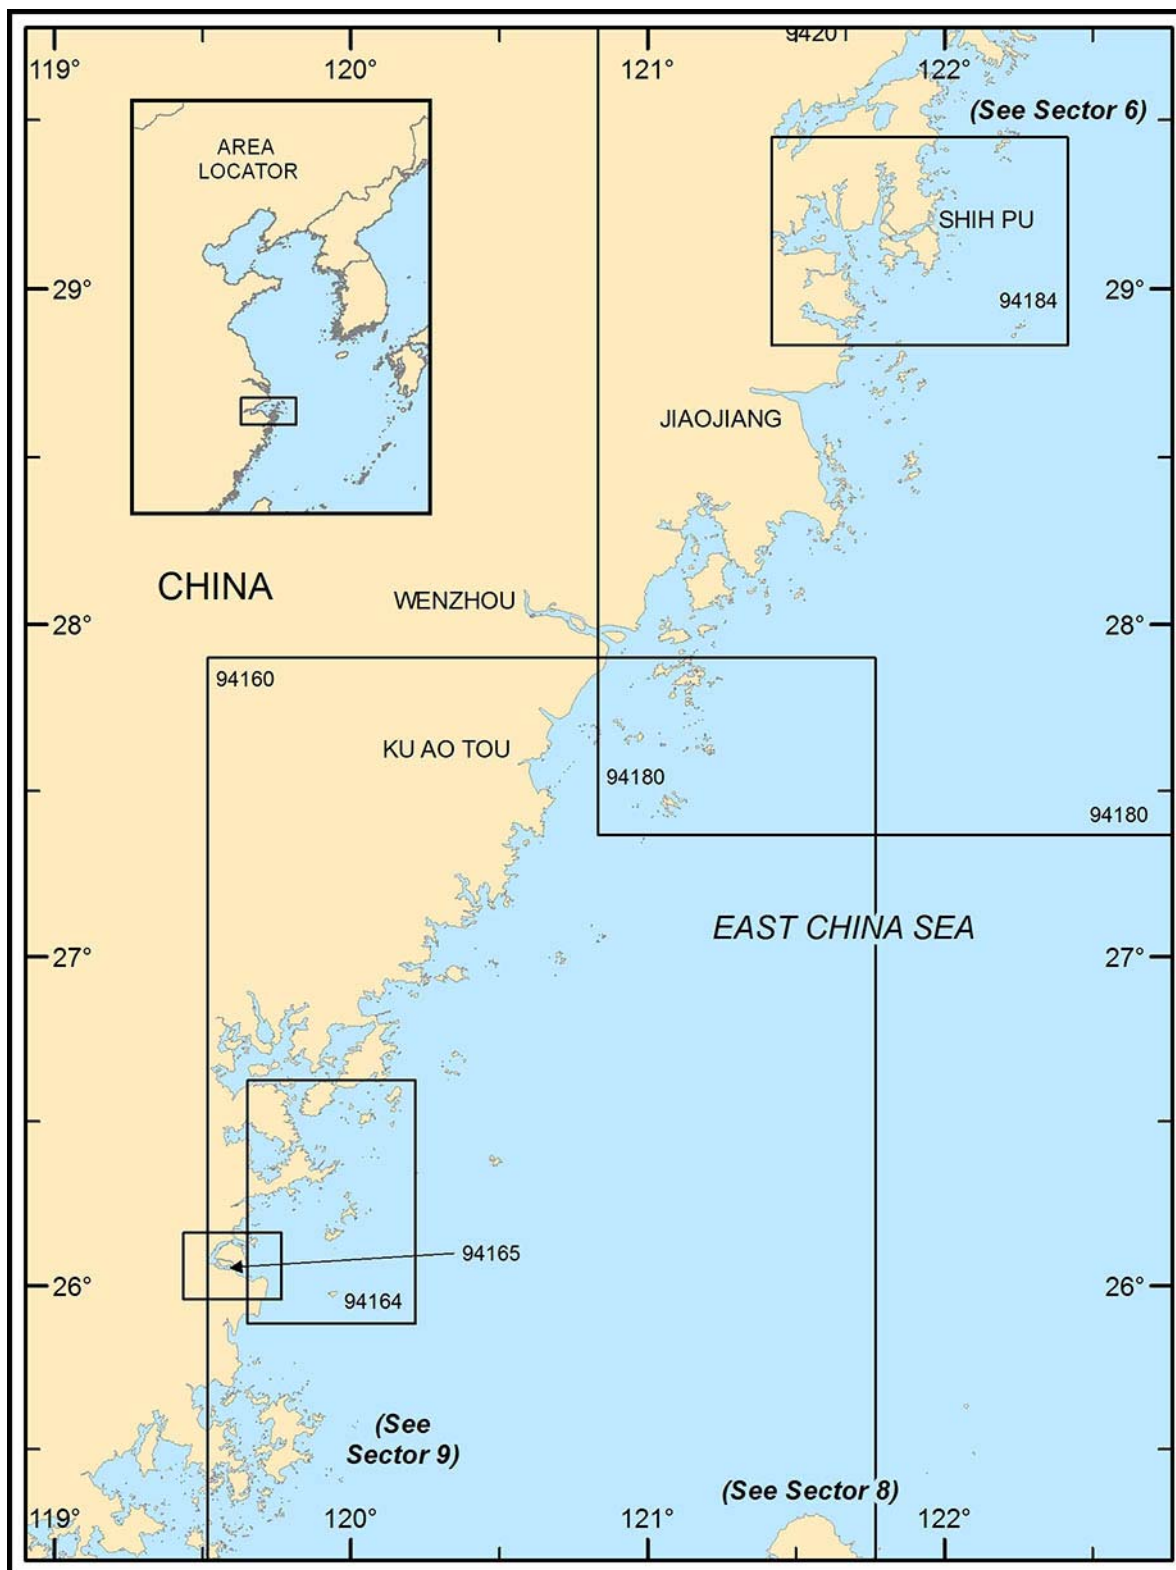 94201
119°
120°
121°
122°
(See Sector 6)
AREA
LOCATOR
SHIH PU
29°
94184
29°
JIAOJIANG
CHINA
WENZHOU
28°
28°
94160
KU AO TOU
94180
94180
EAST CHINA SEA
27°
27°
94165
26°
94164
26°
(See
Sector 9)
(See Sector 8)
119°
120°
121°
122°